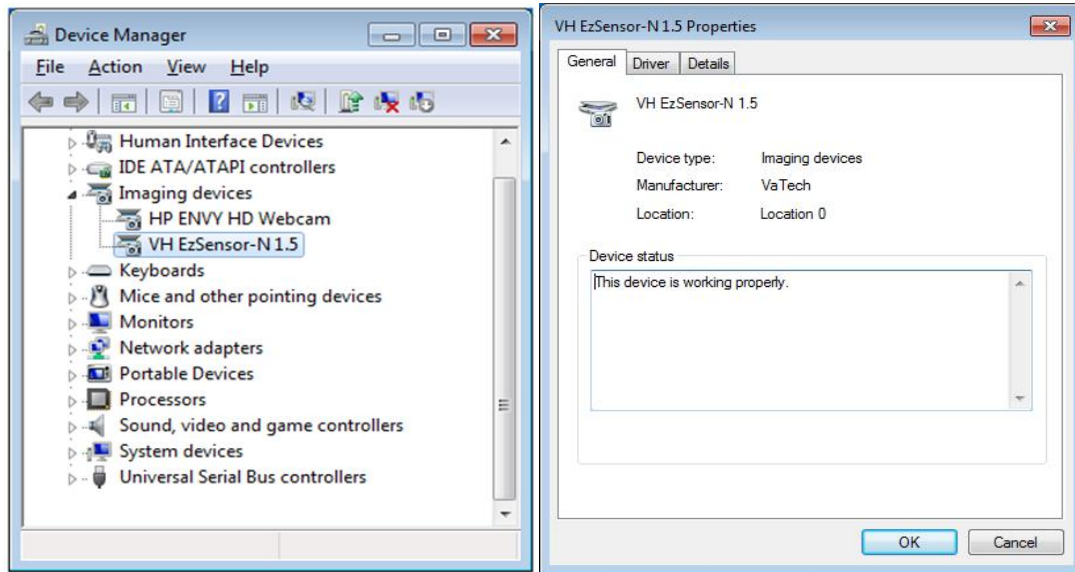 Device Manager
File Action View Help
Human Interface Devices
IDE ATA/ATAPI controllers
Imaging devices
HP ENVY HD Webcam
VH EzSensor-N 1.5
Keyboards
Mice and other pointing devices
Monitors
Network adapters
Portable Devices
Processors
Sound, video and game controllers
System devices
Universal Serial Bus controllers
VH EzSensor-N 1.5 Properties
General Driver Details
VH EzSensor-N 1.5
Device type: Imaging devices
Manufacturer: VaTech
Location: Location 0
Device status
This device is working properly.
OK Cancel